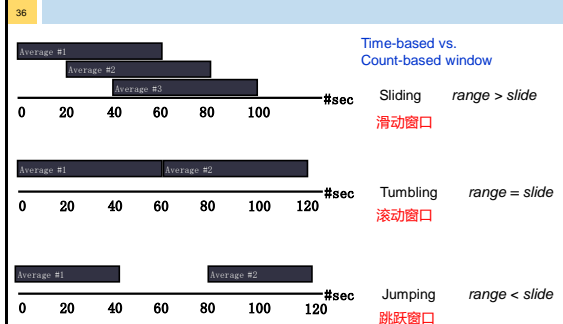 36
Time-based vs.
Count-based window
Average #1
Average #2
Average #3
#sec
0 20 40 60 80 100
Sliding range > slide
滑动窗口
Average #1 Average #2
#sec
0 20 40 60 80 100 120
Tumbling range = slide
滚动窗口
Average #1 Average #2
#sec
0 20 40 60 80 100 120
Jumping range < slide
跳跃窗口